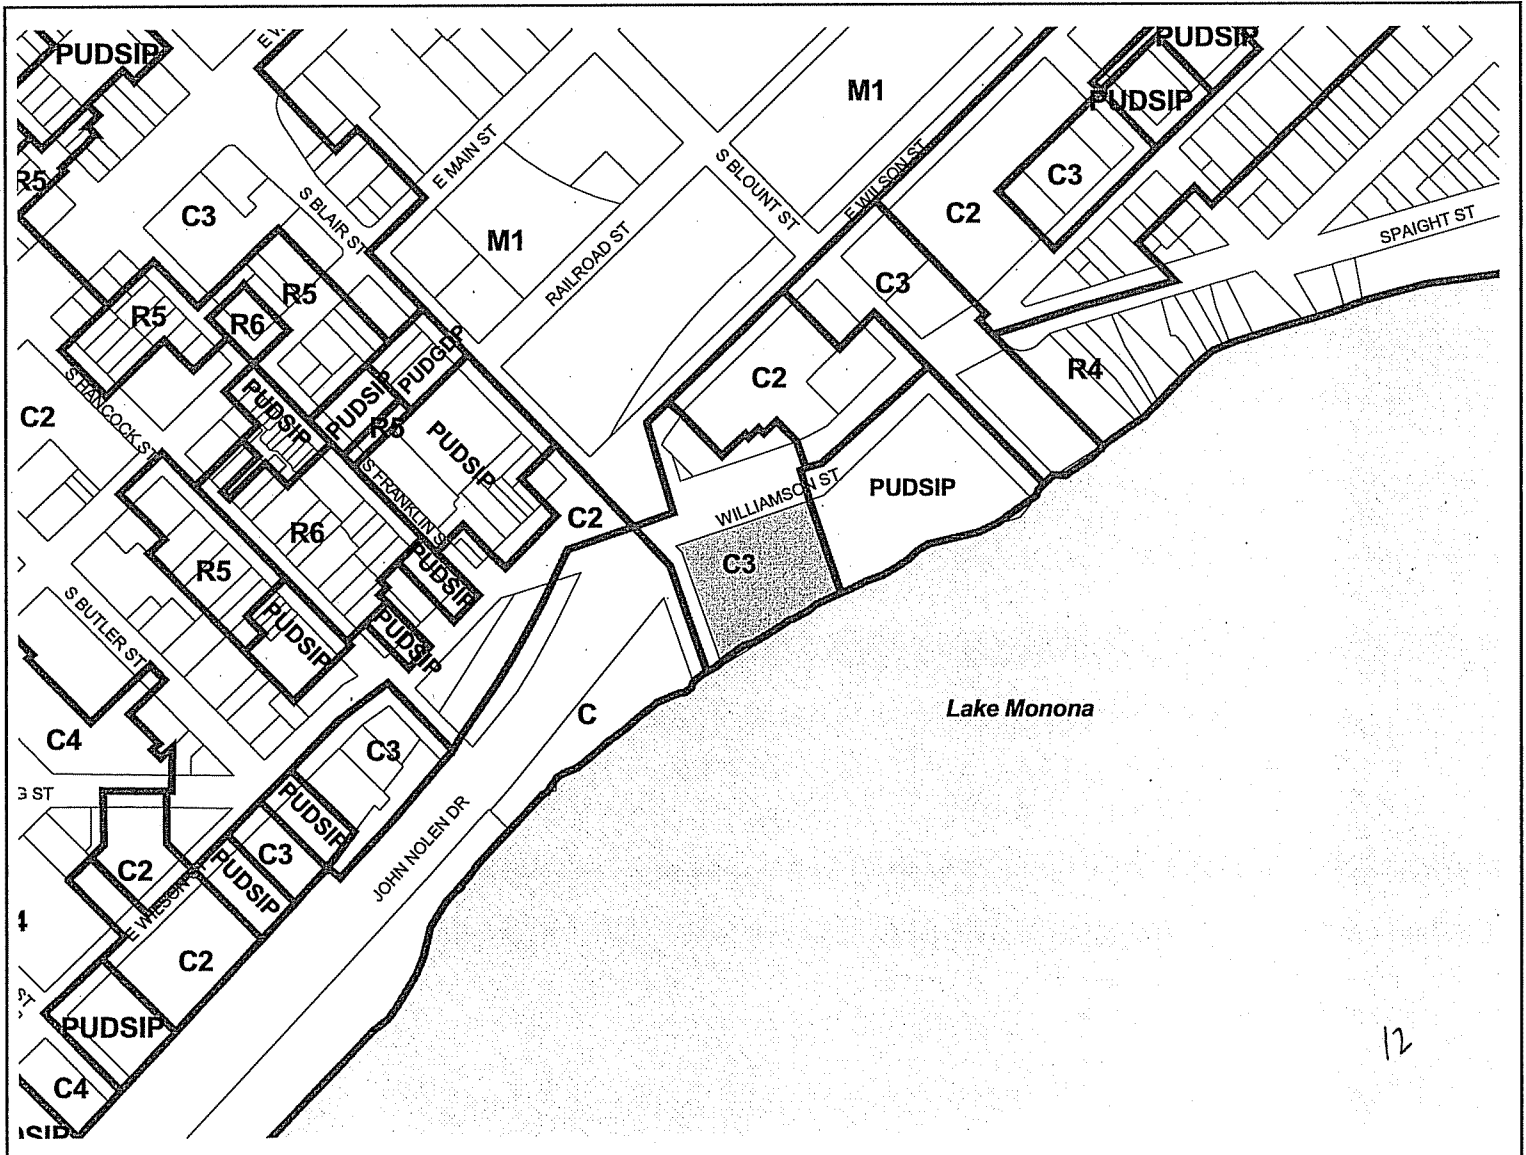 PUDSIP
PUDSIP
M1
PUDSIP
E MAIN ST
S BLOUNT ST
E WILSON ST
R5
C3
C3
S BLAIR ST
C2
M1
SPAIGHT ST
RAILROAD ST
R5
C3
R5
R6
PUDGDP
R4
S HANCOCK ST
PUDSIP
PUDSIP
C2
C2
R5
PUDSIP
S FRANKLIN S
WILLIAMSON ST
PUDSIP
R6
C2
C3
R5
PUDSIP
S BUTLER ST
PUDSIP
PUDSIP
Lake Monona
C
C4
C3
G ST
PUDSIP
JOHN NOLEN DR
C3
C2
PUDSIP
E WILSON ST
4
C2
ST
PUDSIP
12
C4